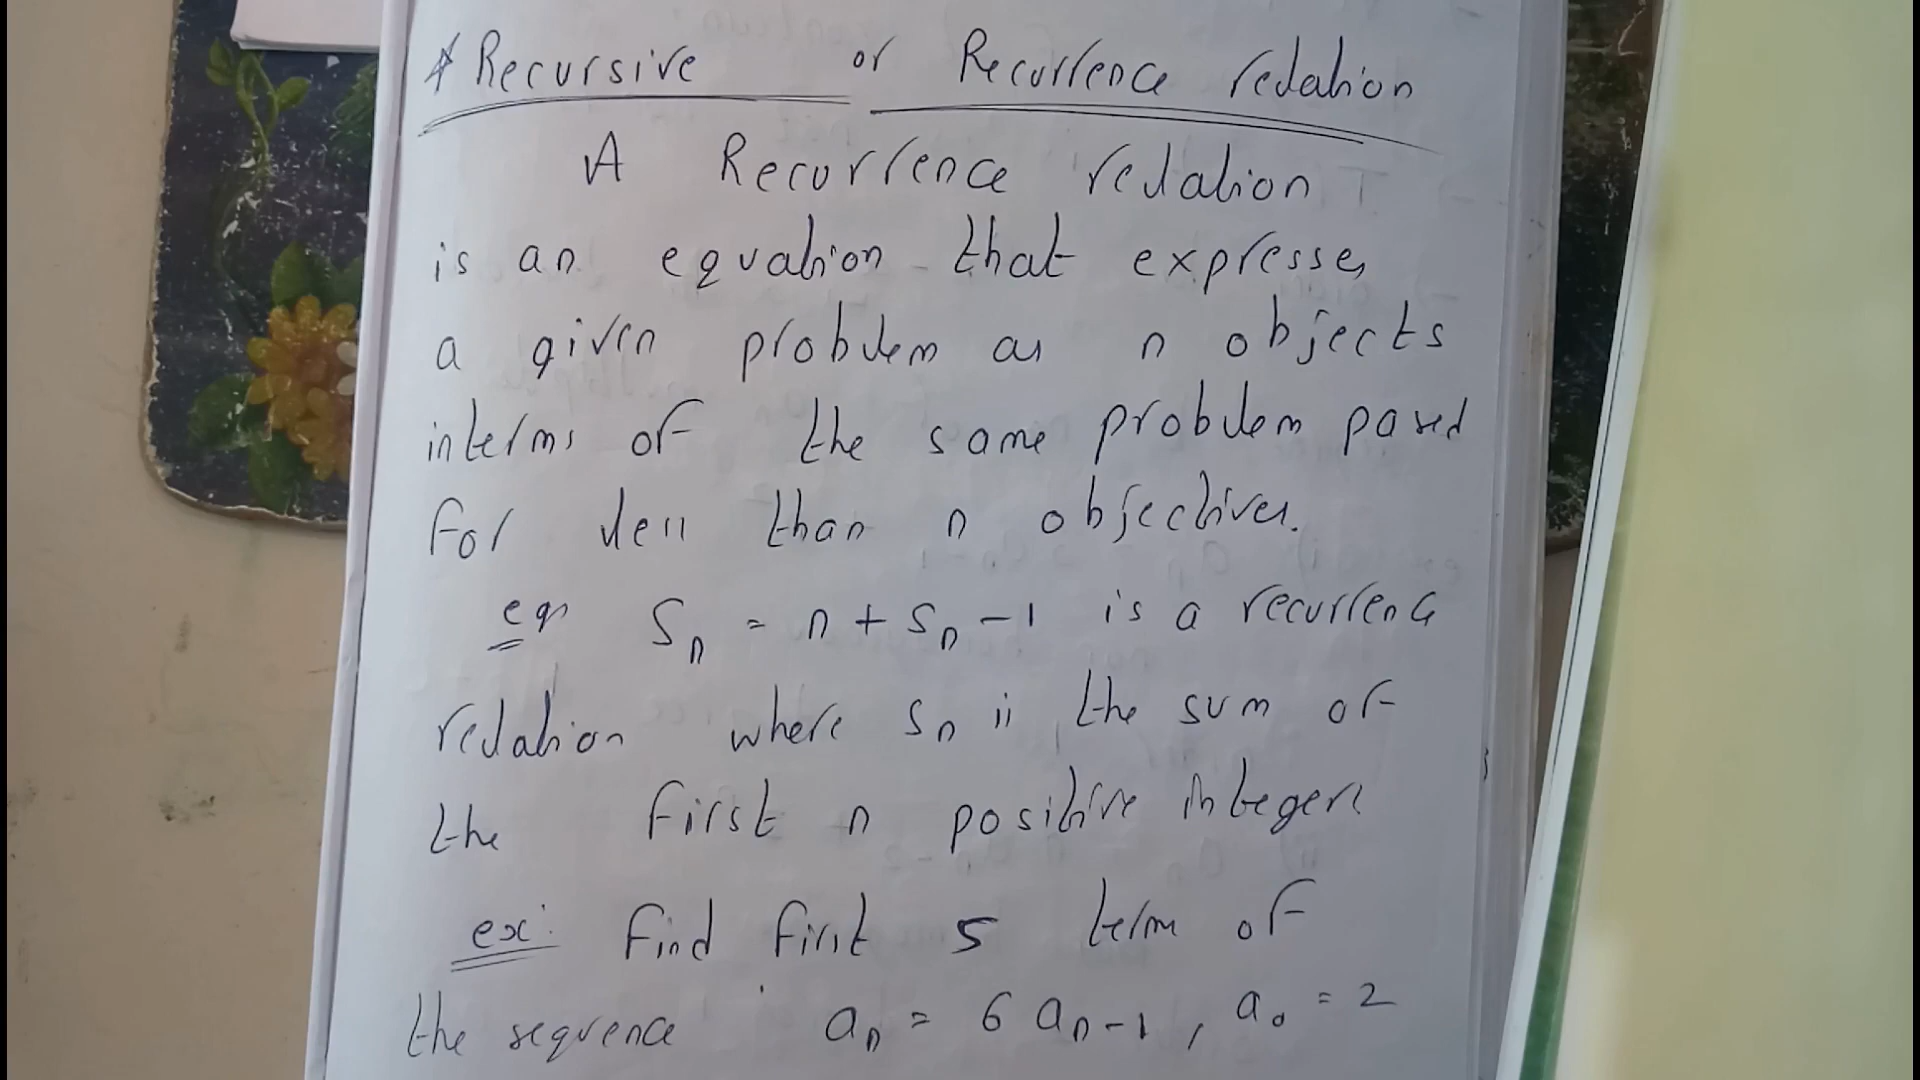 * Recursive or Recurrence relation
A Recurrence relation
is an equation that expresses
a given problem as n objects
interms of the same problem posed
for less than n objectives.
eg, Sₙ = n + Sₙ - 1 is a recurrence
relation where Sₙ is the sum of
the first n positive integers
ex: Find first 5 term of
the sequence aₙ = 6 aₙ₋₁, a₀ = 2